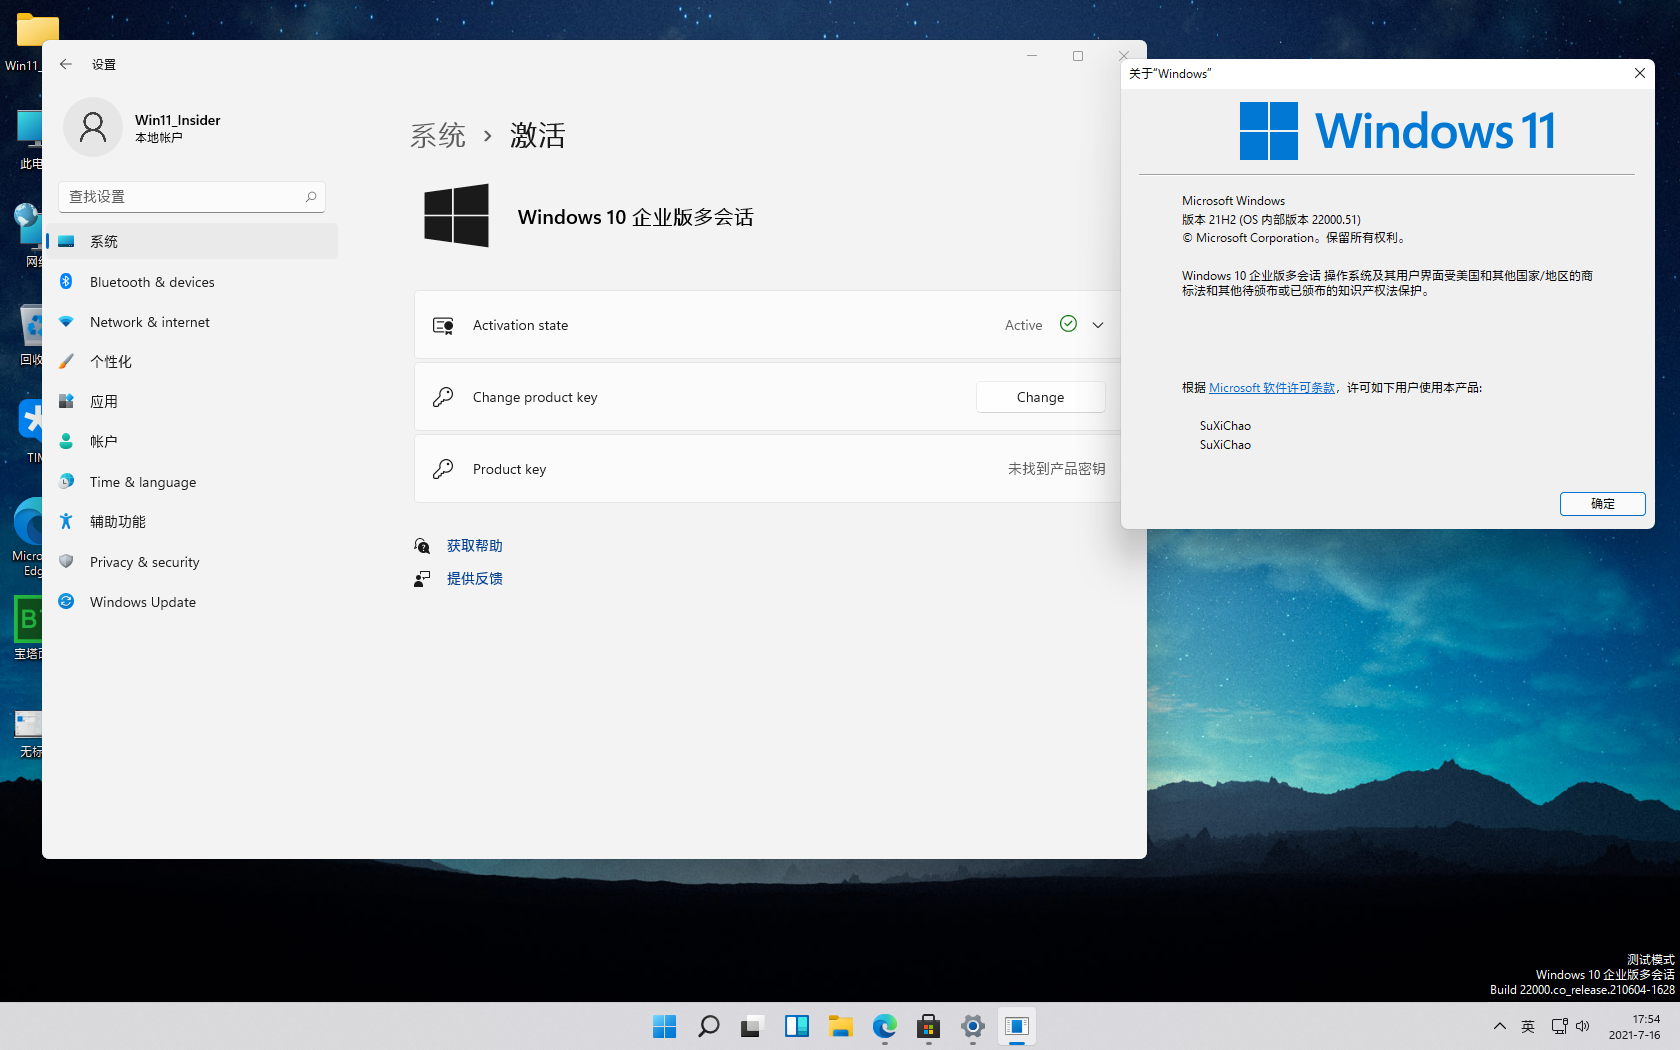 Win11_
此电
网络
回收
TIM
Micro
Edg
宝塔面
无标
设置
Win11_Insider
本地帐户
查找设置
系统
Bluetooth & devices
Network & internet
个性化
应用
帐户
Time & language
辅助功能
Privacy & security
Windows Update
系统 › 激活
Windows 10 企业版多会话
Activation state
Active
Change product key
Change
Product key
未找到产品密钥
获取帮助
提供反馈
关于“Windows”
Windows 11
Microsoft Windows
版本 21H2 (OS 内部版本 22000.51)
© Microsoft Corporation。保留所有权利。
Windows 10 企业版多会话 操作系统及其用户界面受美国和其他国家/地区的商
标法和其他待颁布或已颁布的知识产权法保护。
根据 Microsoft 软件许可条款，许可如下用户使用本产品:
SuXiChao
SuXiChao
确定
测试模式
Windows 10 企业版多会话
Build 22000.co_release.210604-1628
英
17:54
2021-7-16